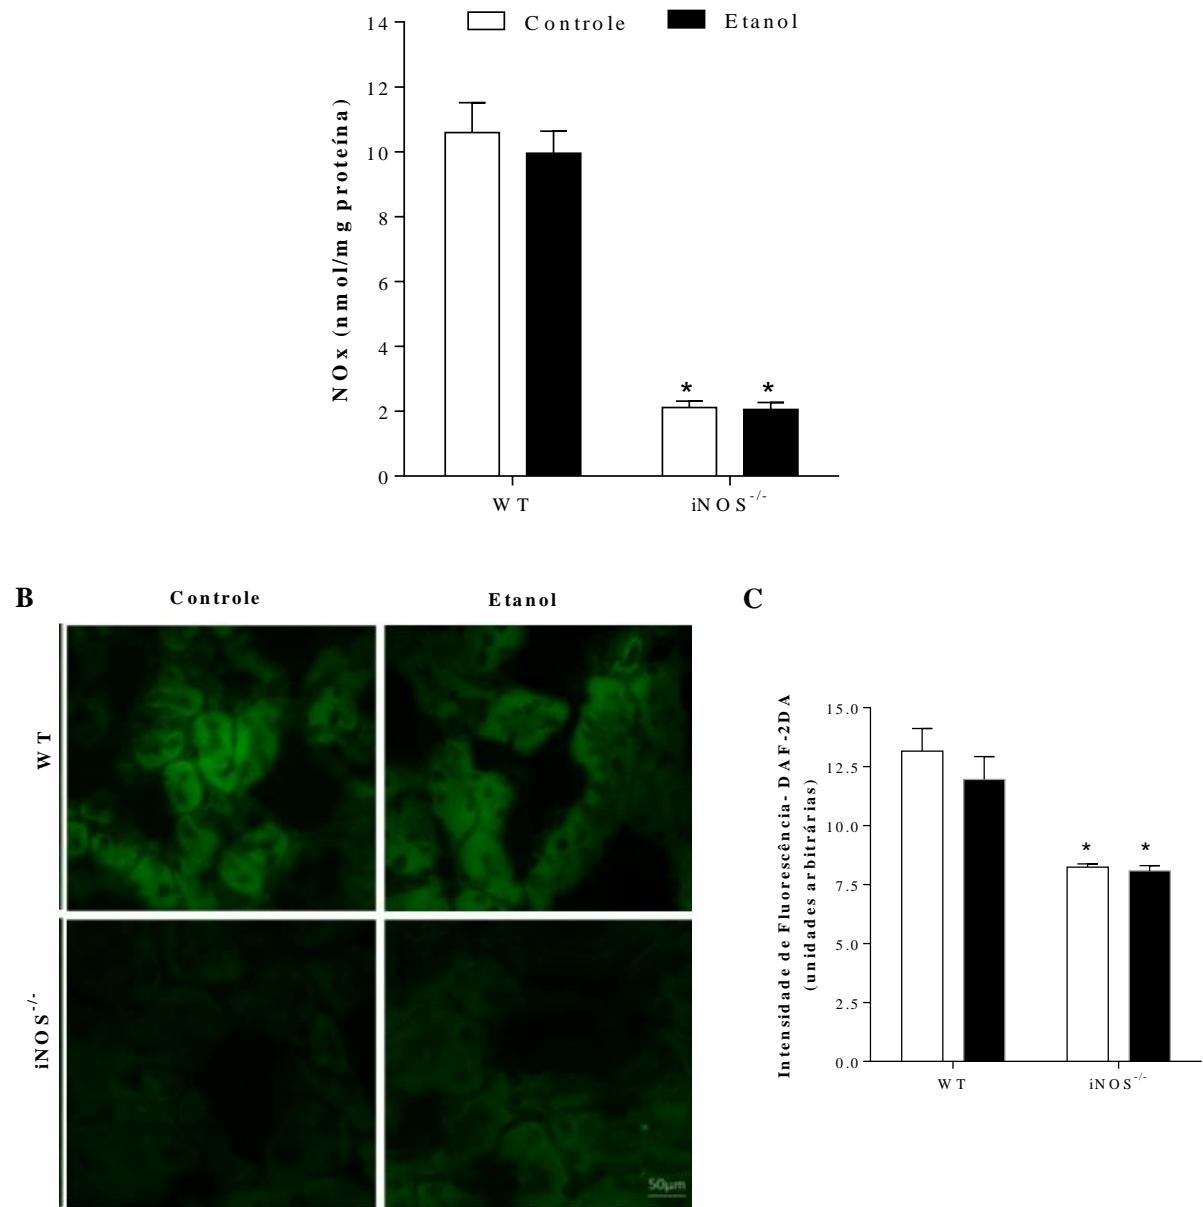 Controle
Etanol
NOx (nmol/mg proteína)
14
12
10
8
6
4
2
0
*
*
WT
iNOS-/-
B
Controle
Etanol
WT
iNOS-/-
50µm
C
Intensidade de Fluorescência- DAF-2DA
(unidades arbitrárias)
15.0
12.5
10.0
7.5
5.0
2.5
0.0
*
*
WT
iNOS-/-